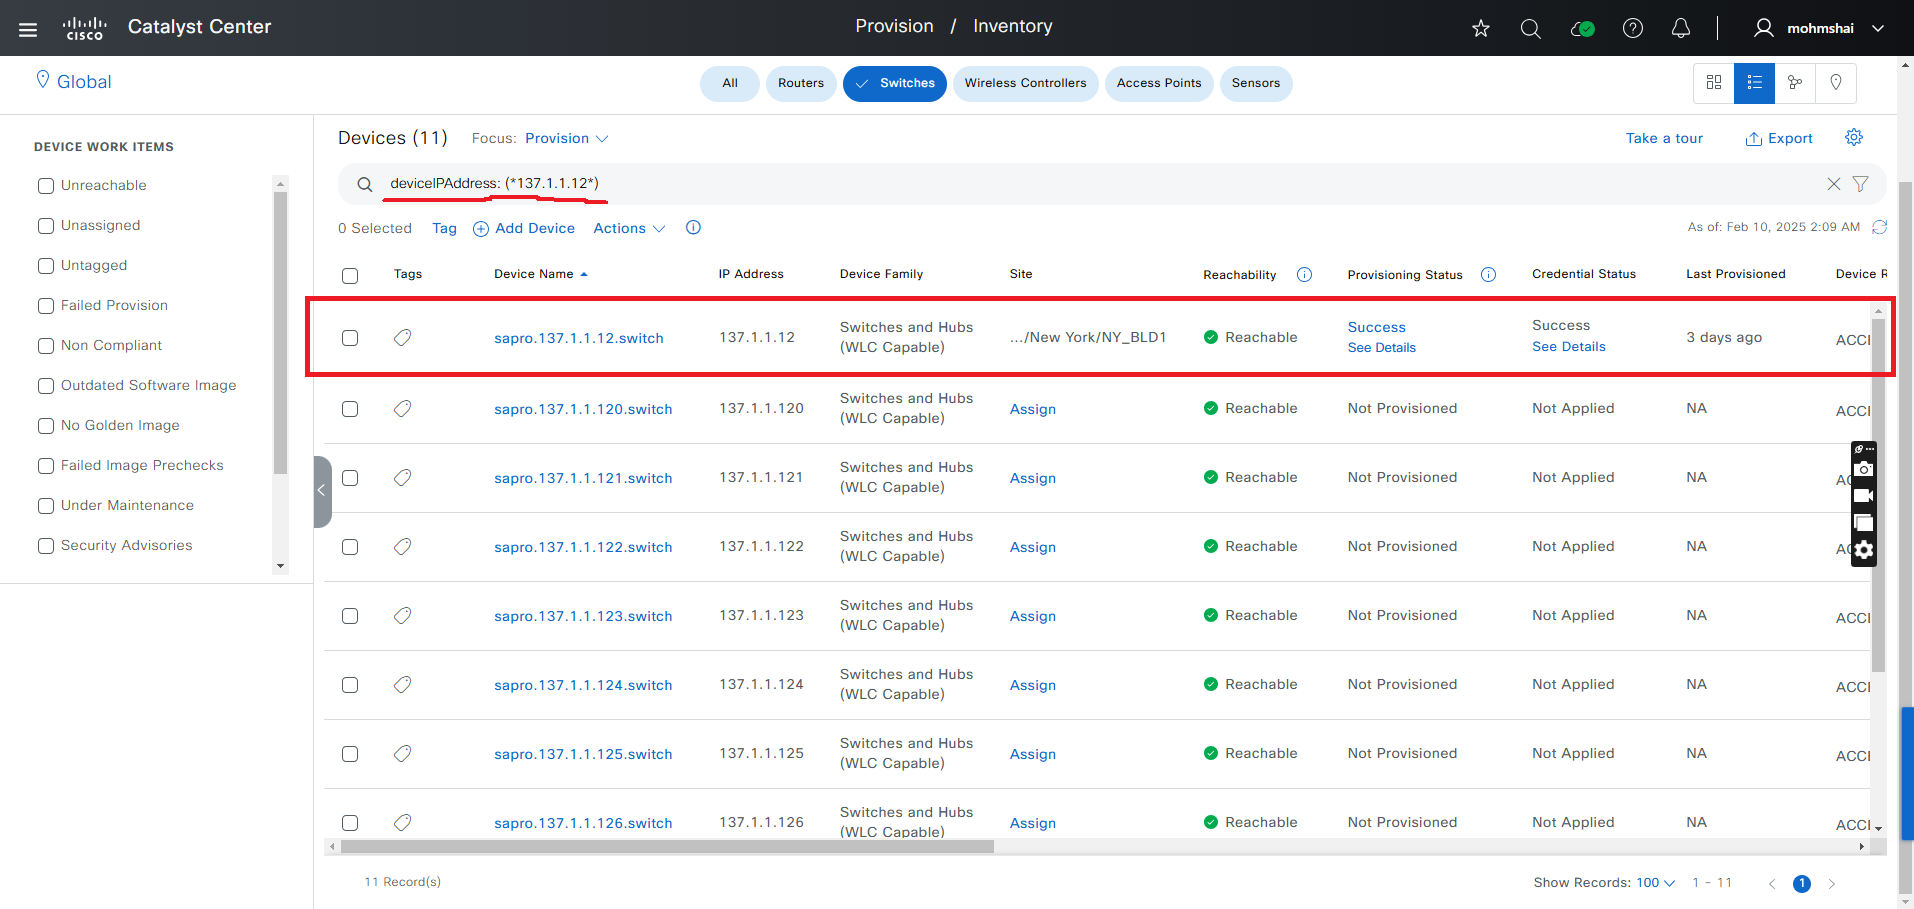 CISCO
Catalyst Center
Provision / Inventory
mohmshai
Global
All
Routers
Switches
Wireless Controllers
Access Points
Sensors
DEVICE WORK ITEMS
Unreachable
Unassigned
Untagged
Failed Provision
Non Compliant
Outdated Software Image
No Golden Image
Failed Image Prechecks
Under Maintenance
Security Advisories
Devices (11)
Focus: Provision
Take a tour
Export
deviceIPAddress: (*137.1.1.12*)
0 Selected
Tag
Add Device
Actions
As of: Feb 10, 2025 2:09 AM
Tags Device Name IP Address Device Family Site Reachability Provisioning Status Credential Status Last Provisioned Device R
sapro.137.1.1.12.switch 137.1.1.12 Switches and Hubs (WLC Capable) .../New York/NY_BLD1 Reachable Success See Details Success See Details 3 days ago ACC
sapro.137.1.1.120.switch 137.1.1.120 Switches and Hubs (WLC Capable) Assign Reachable Not Provisioned Not Applied NA ACC
sapro.137.1.1.121.switch 137.1.1.121 Switches and Hubs (WLC Capable) Assign Reachable Not Provisioned Not Applied NA
sapro.137.1.1.122.switch 137.1.1.122 Switches and Hubs (WLC Capable) Assign Reachable Not Provisioned Not Applied NA
sapro.137.1.1.123.switch 137.1.1.123 Switches and Hubs (WLC Capable) Assign Reachable Not Provisioned Not Applied NA ACC
sapro.137.1.1.124.switch 137.1.1.124 Switches and Hubs (WLC Capable) Assign Reachable Not Provisioned Not Applied NA ACC
sapro.137.1.1.125.switch 137.1.1.125 Switches and Hubs (WLC Capable) Assign Reachable Not Provisioned Not Applied NA ACC
sapro.137.1.1.126.switch 137.1.1.126 Switches and Hubs (WLC Capable) Assign Reachable Not Provisioned Not Applied NA ACC
11 Record(s)
Show Records: 100 1 - 11 1